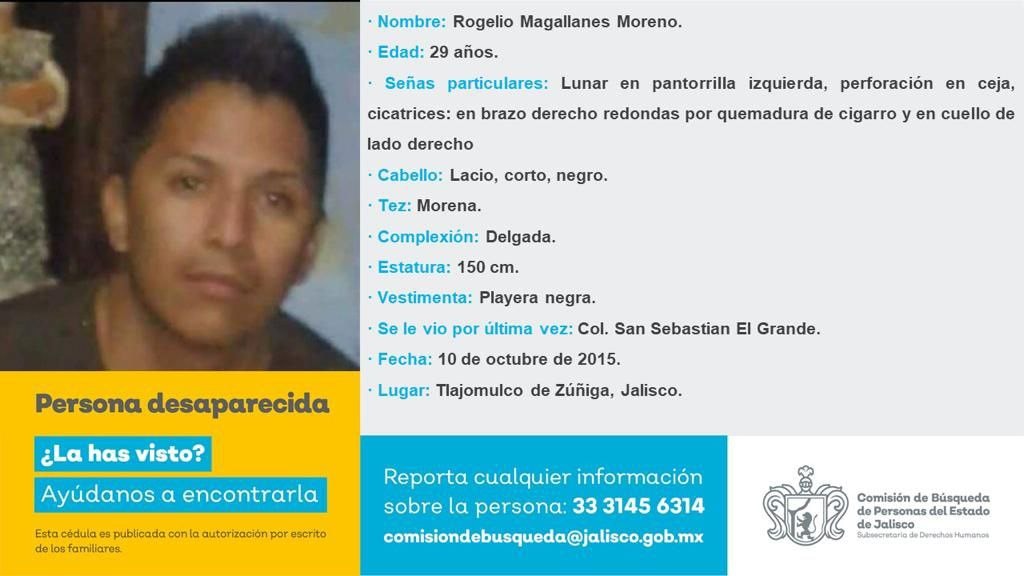 · Nombre: Rogelio Magallanes Moreno.
· Edad: 29 años.
· Señas particulares: Lunar en pantorrilla izquierda, perforación en ceja,
cicatrices: en brazo derecho redondas por quemadura de cigarro y en cuello de
lado derecho
· Cabello: Lacio, corto, negro.
· Tez: Morena.
· Complexión: Delgada.
· Estatura: 150 cm.
· Vestimenta: Playera negra.
· Se le vio por última vez: Col. San Sebastian El Grande.
· Fecha: 10 de octubre de 2015.
· Lugar: Tlajomulco de Zúñiga, Jalisco.
Persona desaparecida
¿La has visto?
Ayúdanos a encontrarla
Esta cédula es publicada con la autorización por escrito
de los familiares.
Reporta cualquier información
sobre la persona: 33 3145 6314
comisiondebusqueda@jalisco.gob.mx
Comisión de Búsqueda
de Personas del Estado
de Jalisco
Subsecretaría de Derechos Humanos